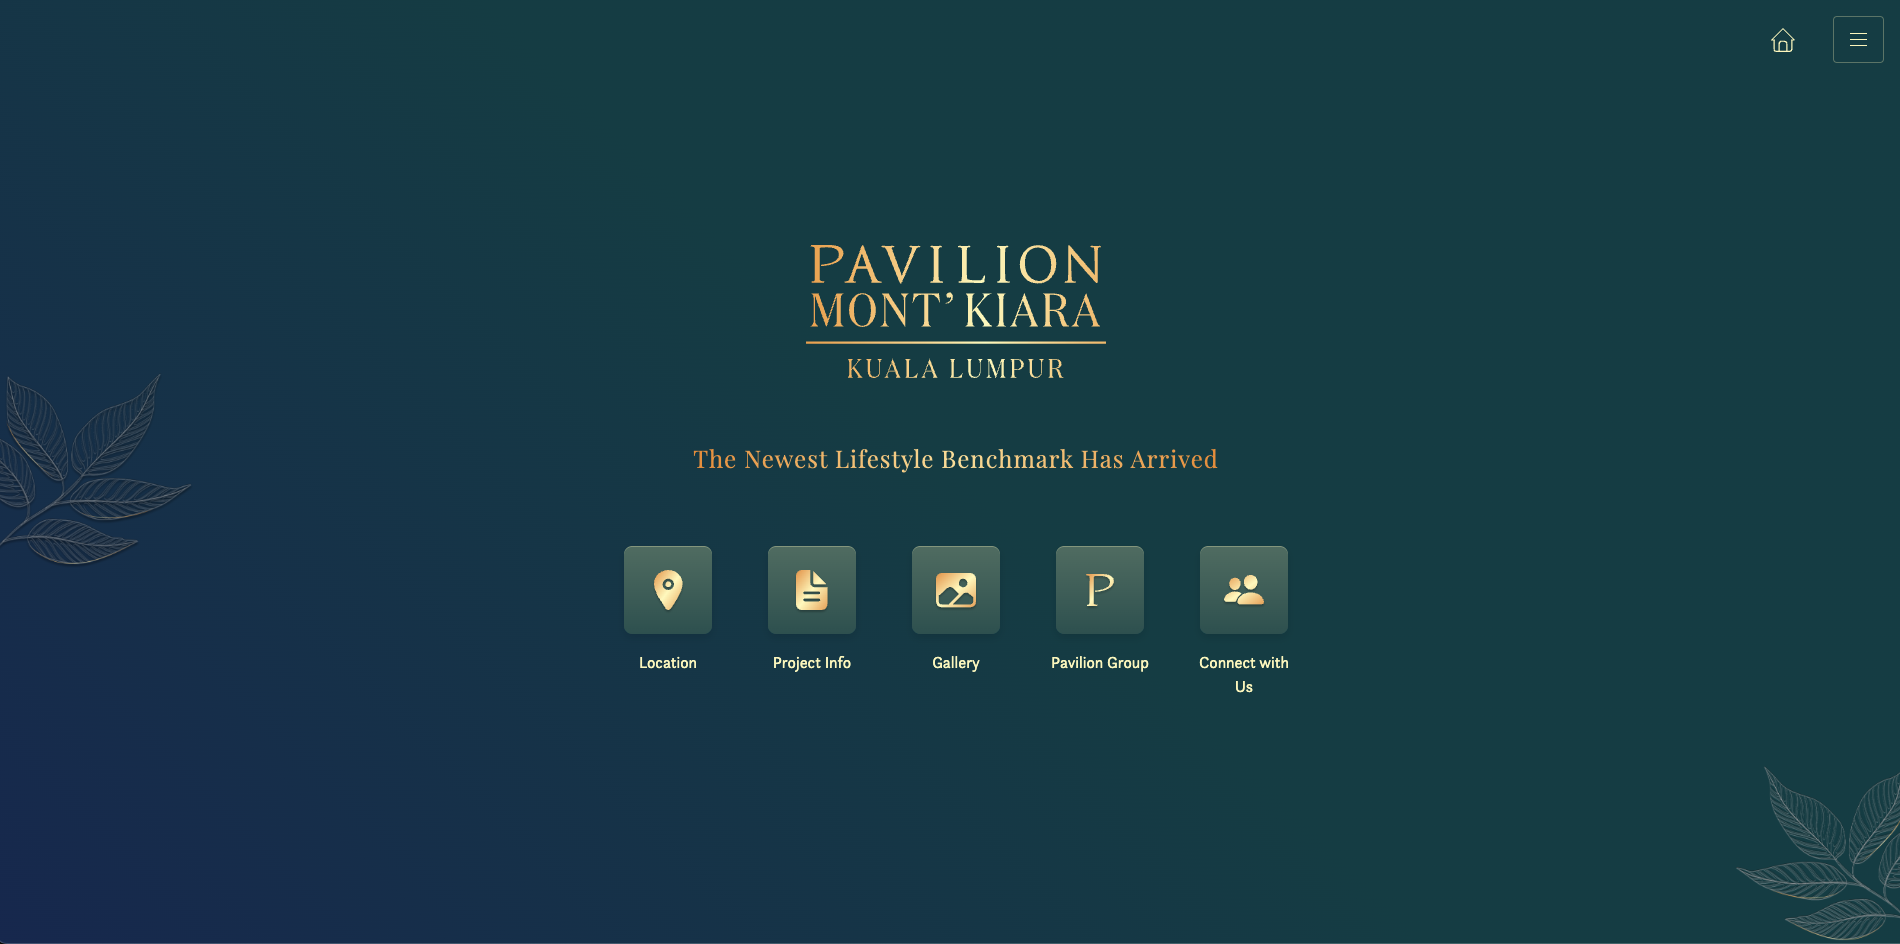 PAVILION
MONT’KIARA
KUALA LUMPUR
The Newest Lifestyle Benchmark Has Arrived
Location
Project Info
Gallery
P
Pavilion Group
Connect with
Us